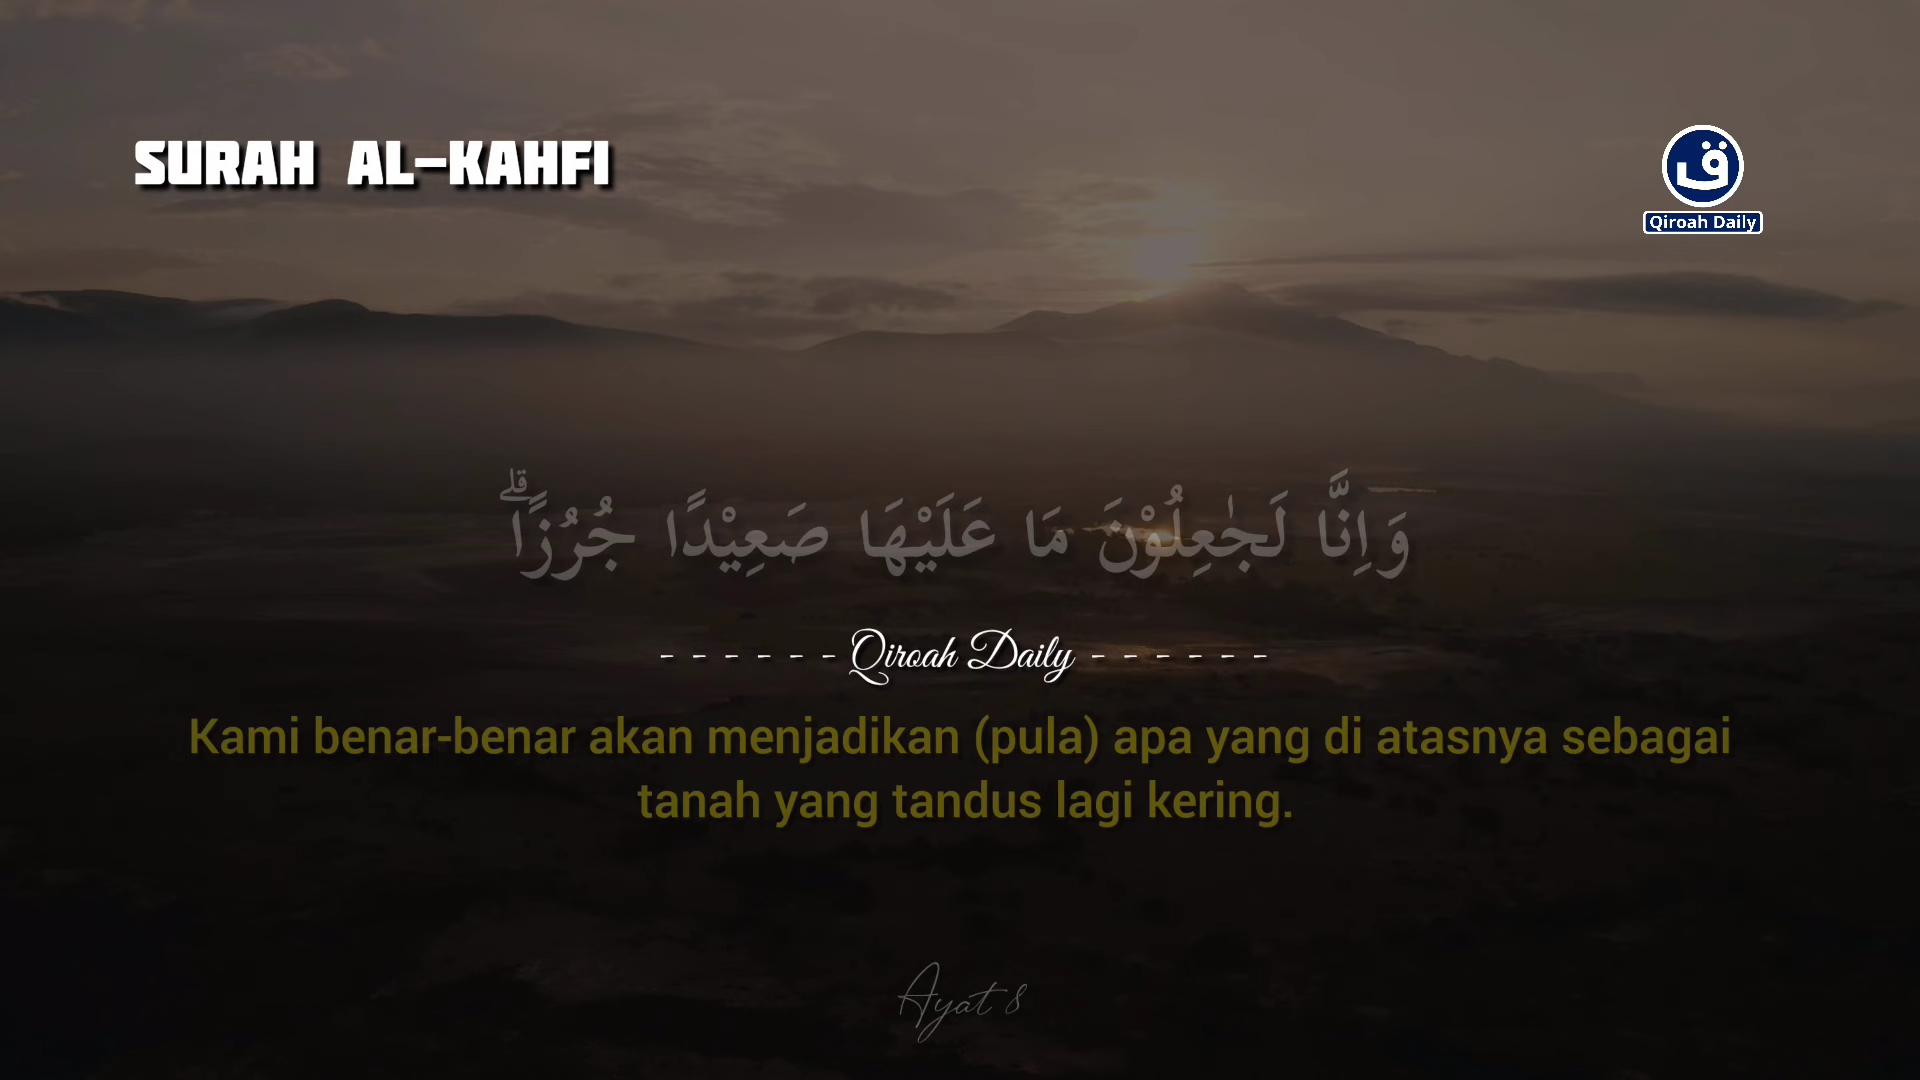 SURAH AL-KAHFI
ق
Qiroah Daily
وَاِنَّا لَجٰعِلُوْنَ مَا عَلَيْهَا صَعِيْدًا جُرُزًاۗ
- - - - - - Qiroah Daily - - - - - -
Kami benar-benar akan menjadikan (pula) apa yang di atasnya sebagai
tanah yang tandus lagi kering.
Ayat 8